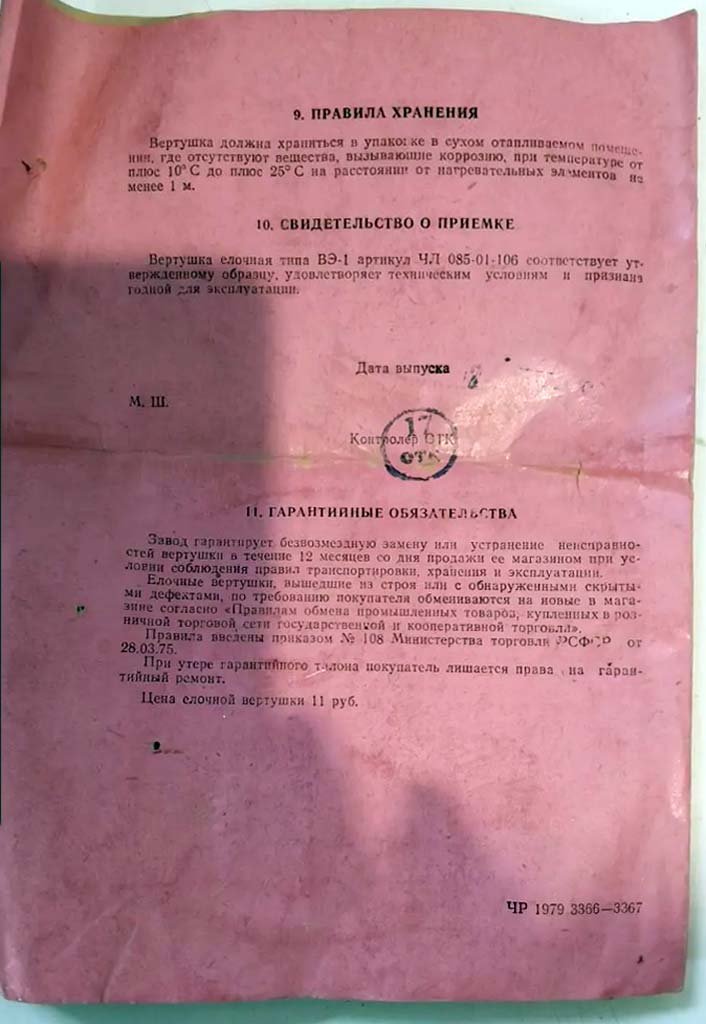 9. ПРАВИЛА ХРАНЕНИЯ
Вертушка должна храниться в упаковке в сухом отапливаемом помеще-
нии, где отсутствуют вещества, вызывающие коррозию, при температуре от
плюс 10° С до плюс 25° С на расстоянии от нагревательных элементов не
менее 1 м.
10. СВИДЕТЕЛЬСТВО О ПРИЕМКЕ
Вертушка елочная типа ВЭ-1 артикул ЧЛ 085-01-106 соответствует ут-
вержденному образцу, удовлетворяет техническим условиям и признана
годной для эксплуатации.
Дата выпуска
М. Ш.
Контролер ОТК
17
ОТК
11. ГАРАНТИЙНЫЕ ОБЯЗАТЕЛЬСТВА
Завод гарантирует безвозмездную замену или устранение неисправно-
стей вертушки в течение 12 месяцев со дня продажи ее магазином при ус-
ловии соблюдения правил транспортировки, хранения и эксплуатации.
Елочные вертушки, вышедшие из строя или с обнаруженными скрыты-
ми дефектами, по требованию покупателя обмениваются на новые в мага-
зине согласно «Правилам обмена промышленных товаров, купленных в роз-
ничной торговой сети государственной и кооперативной торговли».
Правила введены приказом № 108 Министерства торговли РСФСР от
28.03.75.
При утере гарантийного талона покупатель лишается права на гаран-
тийный ремонт.
Цена елочной вертушки 11 руб.
ЧР 1979 3366—3367